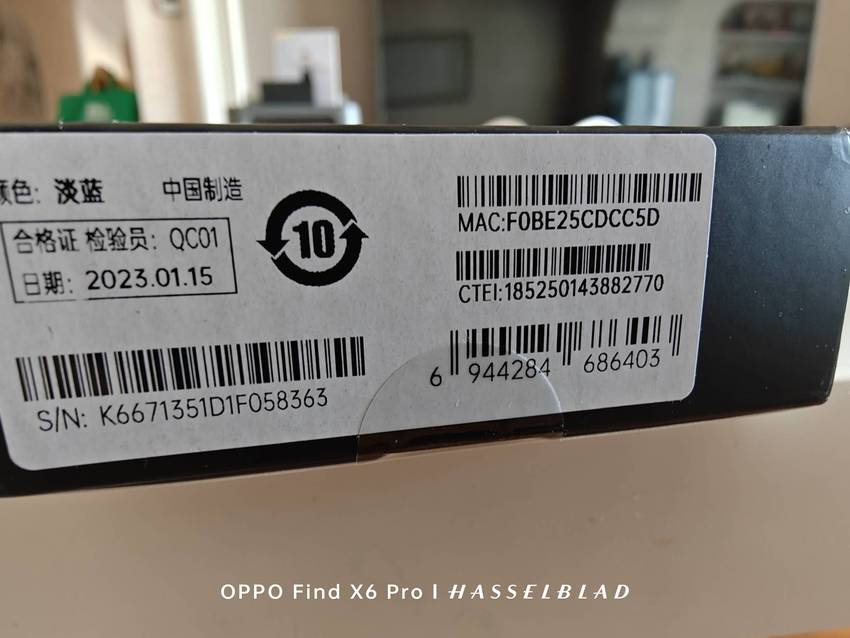 颜色: 淡蓝 中国制造
合格证 检验员: QC01
日期: 2023.01.15
10
S/N: K6671351D1F058363
MAC:F0BE25CDCC5D
CTEI:185250143882770
6 944284 686403
OPPO Find X6 Pro | HASSELBLAD